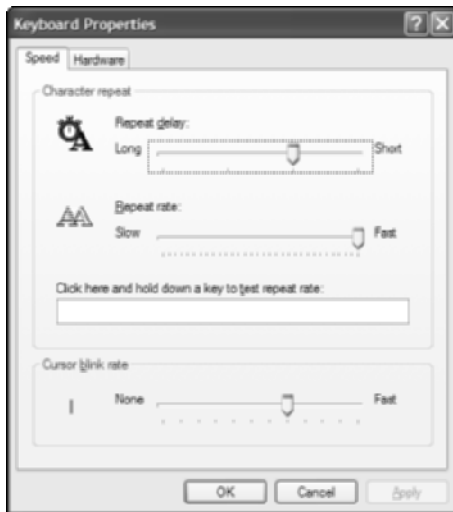 Keyboard Properties
Speed Hardware
Character repeat
Repeat delay:
Long Short
Repeat rate:
Slow Fast
Click here and hold down a key to test repeat rate:
Cursor blink rate
None Fast
OK Cancel Apply